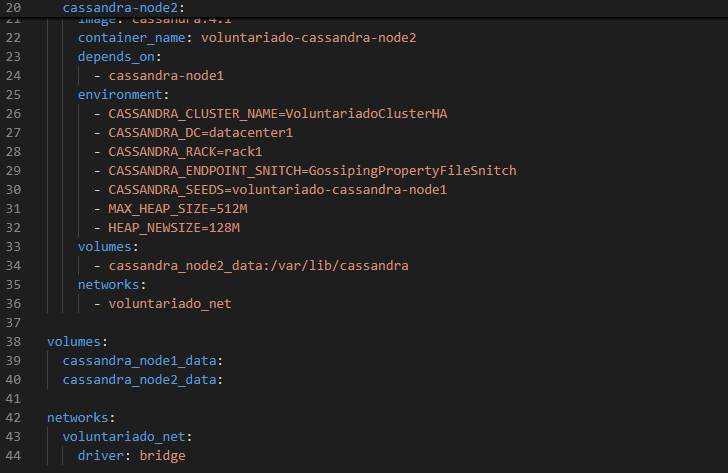 20 cassandra-node2:
21 image: cassandra:4.1
22 container_name: voluntariado-cassandra-node2
23 depends_on:
24 - cassandra-node1
25 environment:
26 - CASSANDRA_CLUSTER_NAME=VoluntariadoClusterHA
27 - CASSANDRA_DC=datacenter1
28 - CASSANDRA_RACK=rack1
29 - CASSANDRA_ENDPOINT_SNITCH=GossipingPropertyFileSnitch
30 - CASSANDRA_SEEDS=voluntariado-cassandra-node1
31 - MAX_HEAP_SIZE=512M
32 - HEAP_NEWSIZE=128M
33 volumes:
34 - cassandra_node2_data:/var/lib/cassandra
35 networks:
36 - voluntariado_net
37
38 volumes:
39 cassandra_node1_data:
40 cassandra_node2_data:
41
42 networks:
43 voluntariado_net:
44 driver: bridge